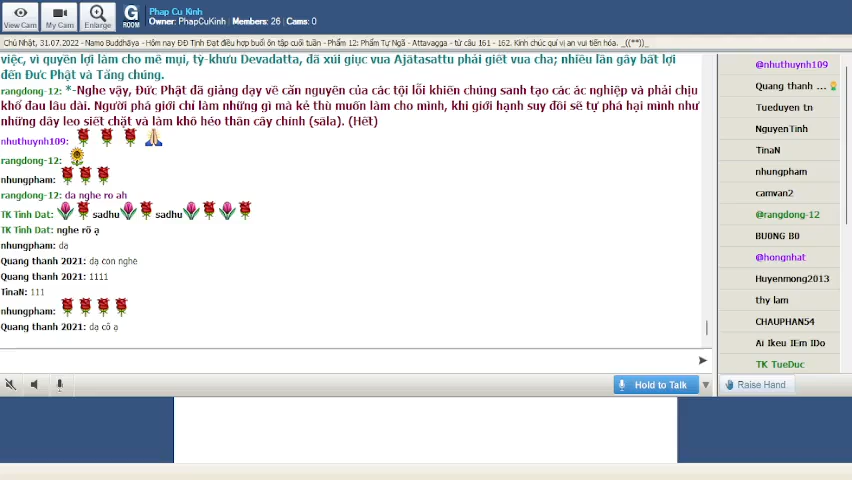 Phap Cu Kinh
Owner: PhapCuKinh | Members: 26 | Cams: 0
View Cam
My Cam
Enlarge
G
ROOM
Chủ Nhật, 31.07.2022 - Namo Buddhàya - Hôm nay ĐĐ Tịnh Đạt điều hợp buổi ôn tập cuối tuần - Phẩm 12: Phẩm Tự Ngã - Attavagga - từ câu 161 - 162. Kính chúc quí vị an vui tiến hóa. _((**))_
việc, vì quyền lợi làm cho mê mụi, tỳ-khưu Devadatta, đã xúi giục vua Ajātasattu phải giết vua cha; nhiều lần gây bất lợi
đến Đức Phật và Tăng chúng.
rangdong-12: *-Nghe vậy, Đức Phật đã giảng dạy về căn nguyên của các tội lỗi khiến chúng sanh tạo các ác nghiệp và phải chịu
khổ đau lâu dài. Người phá giới chỉ làm những gì mà kẻ thù muốn làm cho mình, khi giới hạnh suy đồi sẽ tự phá hại mình như
những dây leo siết chặt và làm khô héo thân cây chính (sāla). (Hết)
nhuthuynh109:
rangdong-12:
nhungpham:
rangdong-12: da nghe ro ah
TK Tinh Dat: sadhu sadhu
TK Tinh Dat: nghe rõ ạ
nhungpham: dạ
Quang thanh 2021: dạ con nghe
Quang thanh 2021: 1111
TinaN: 111
nhungpham:
Quang thanh 2021: dạ cô ạ
Hold to Talk
@nhuthuynh109
Quang thanh ...
Tueduyen tn
NguyenTinh
TinaN
nhungpham
camvan2
@rangdong-12
BUONG BO
@hongnhat
Huyenmong2013
thy lam
CHAUPHAN54
Ai Ikeu IEm IDo
TK TueDuc
Raise Hand